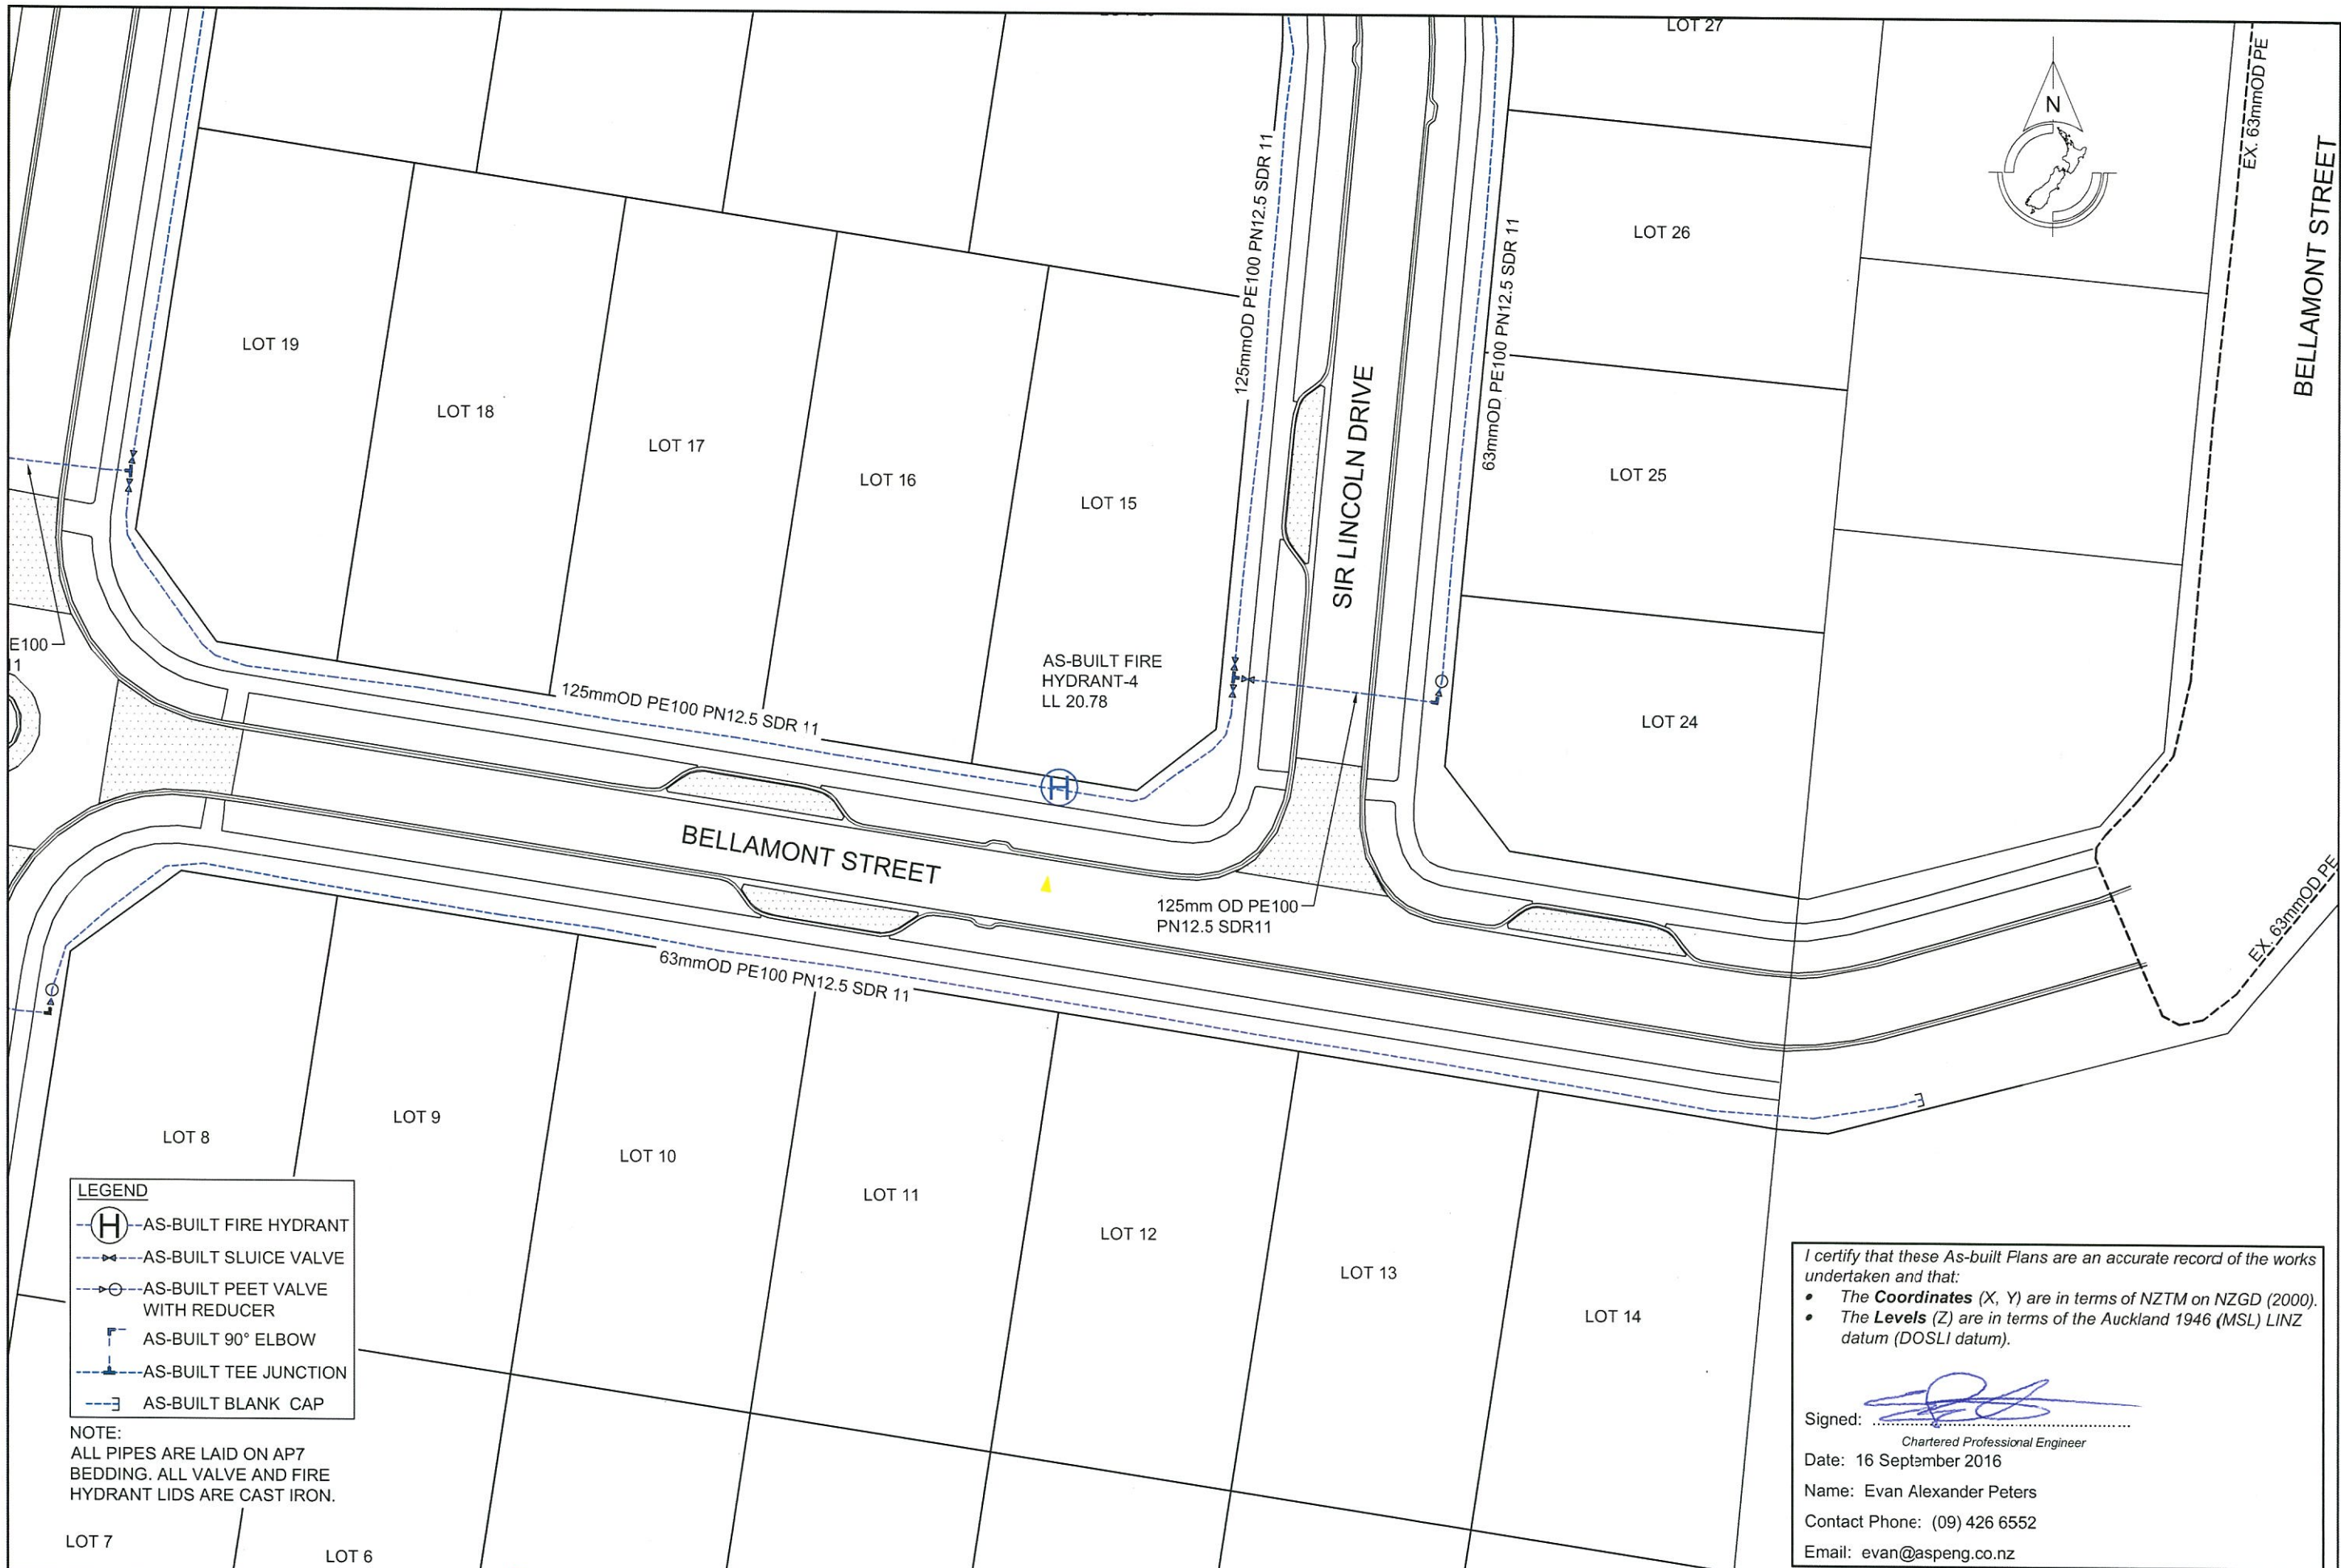 LOT 27
N
EX. 63mmOD PE
BELLAMONT STREET
125mmOD PE100 PN12.5 SDR 11
63mmOD PE100 PN12.5 SDR 11
LOT 26
LOT 19
LOT 18
LOT 17
LOT 16
LOT 15
SIR LINCOLN DRIVE
LOT 25
E100
11
AS-BUILT FIRE
HYDRANT-4
LL 20.78
LOT 24
125mmOD PE100 PN12.5 SDR 11
H
BELLAMONT STREET
125mm OD PE100
PN12.5 SDR11
EX. 63mmOD PE
63mmOD PE100 PN12.5 SDR 11
LOT 8
LOT 9
LOT 10
LOT 11
LOT 12
LOT 13
LOT 14
LEGEND
H AS-BUILT FIRE HYDRANT
AS-BUILT SLUICE VALVE
AS-BUILT PEET VALVE
WITH REDUCER
AS-BUILT 90° ELBOW
AS-BUILT TEE JUNCTION
AS-BUILT BLANK CAP
NOTE:
ALL PIPES ARE LAID ON AP7
BEDDING. ALL VALVE AND FIRE
HYDRANT LIDS ARE CAST IRON.
LOT 7
LOT 6
I certify that these As-built Plans are an accurate record of the works
undertaken and that:
• The Coordinates (X, Y) are in terms of NZTM on NZGD (2000).
• The Levels (Z) are in terms of the Auckland 1946 (MSL) LINZ
datum (DOSLI datum).
Signed:
Chartered Professional Engineer
Date: 16 September 2016
Name: Evan Alexander Peters
Contact Phone: (09) 426 6552
Email: evan@aspeng.co.nz